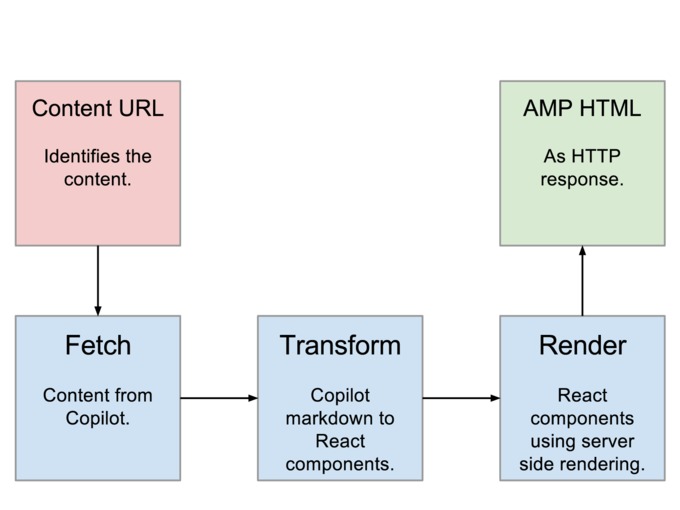 Content URL
Identifies the
content.
AMP HTML
As HTTP
response.
Fetch
Content from
Copilot.
Transform
Copilot
markdown to
React
components.
Render
React
components
using server
side rendering.